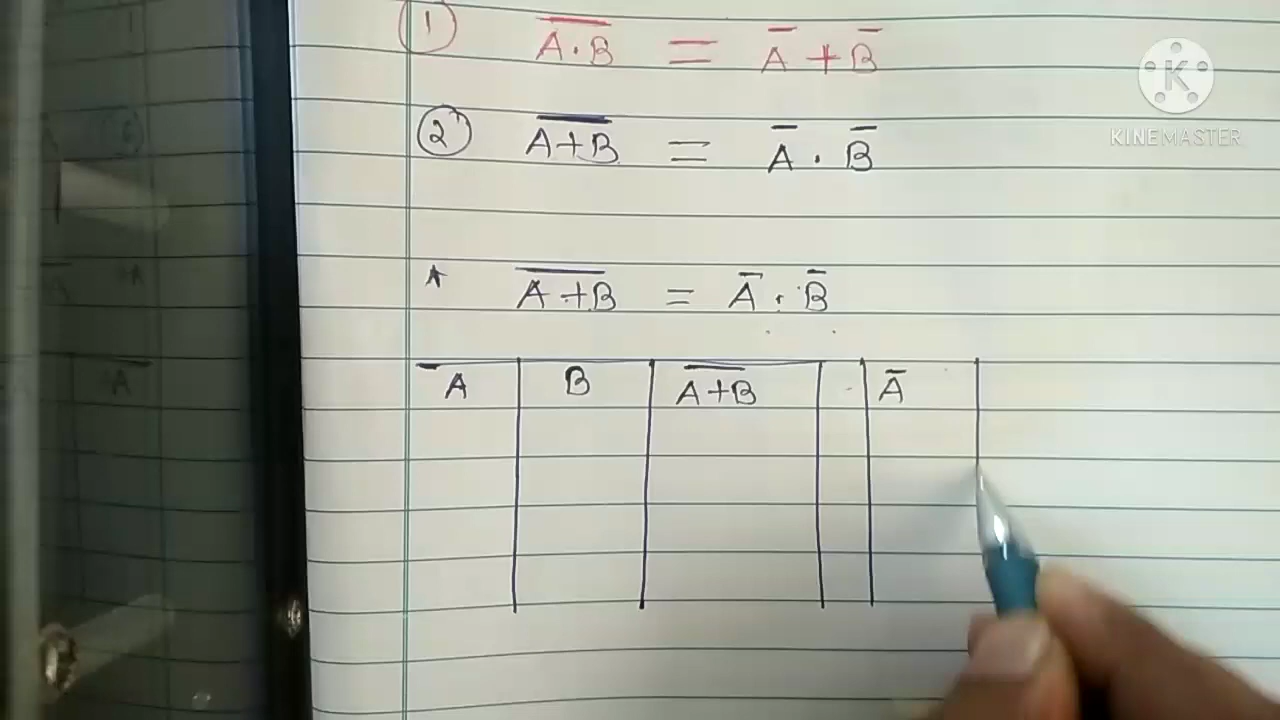 ① A̅·̅B̅ = A̅ + B̅
K
KINEMASTER
② A̅+̅B̅ = A̅ · B̅
* A̅+̅B̅ = A̅ · B̅
A B A̅+̅B̅ A̅